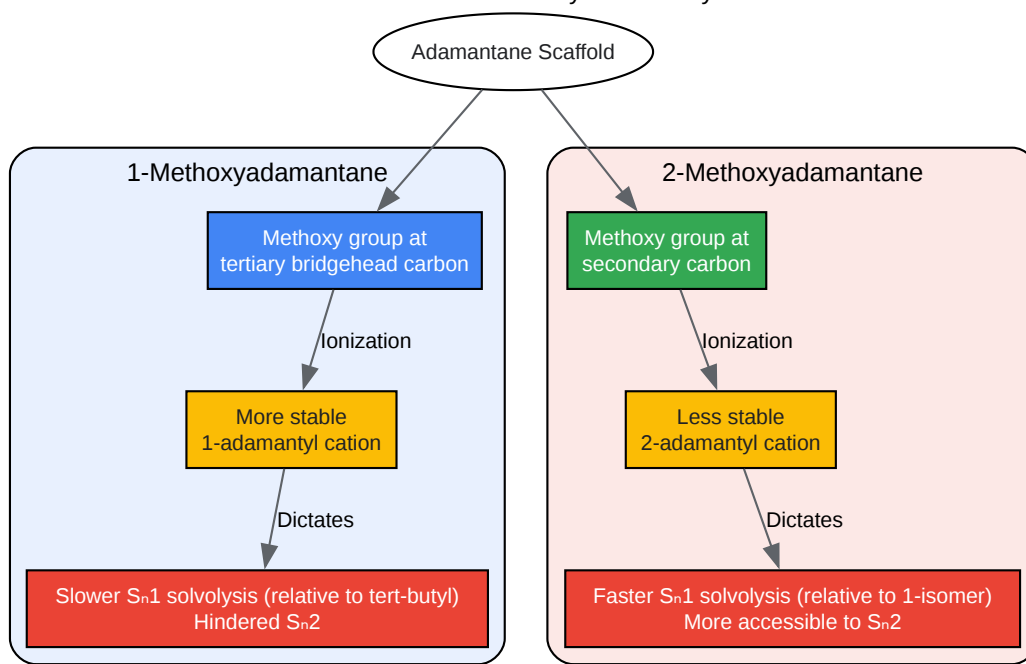 Adamantane Scaffold
1-Methoxyadamantane
Methoxy group at
tertiary bridgehead carbon
Ionization
More stable
1-adamantyl cation
Dictates
Slower Sₙ1 solvolysis (relative to tert-butyl)
Hindered Sₙ2
2-Methoxyadamantane
Methoxy group at
secondary carbon
Ionization
Less stable
2-adamantyl cation
Dictates
Faster Sₙ1 solvolysis (relative to 1-isomer)
More accessible to Sₙ2